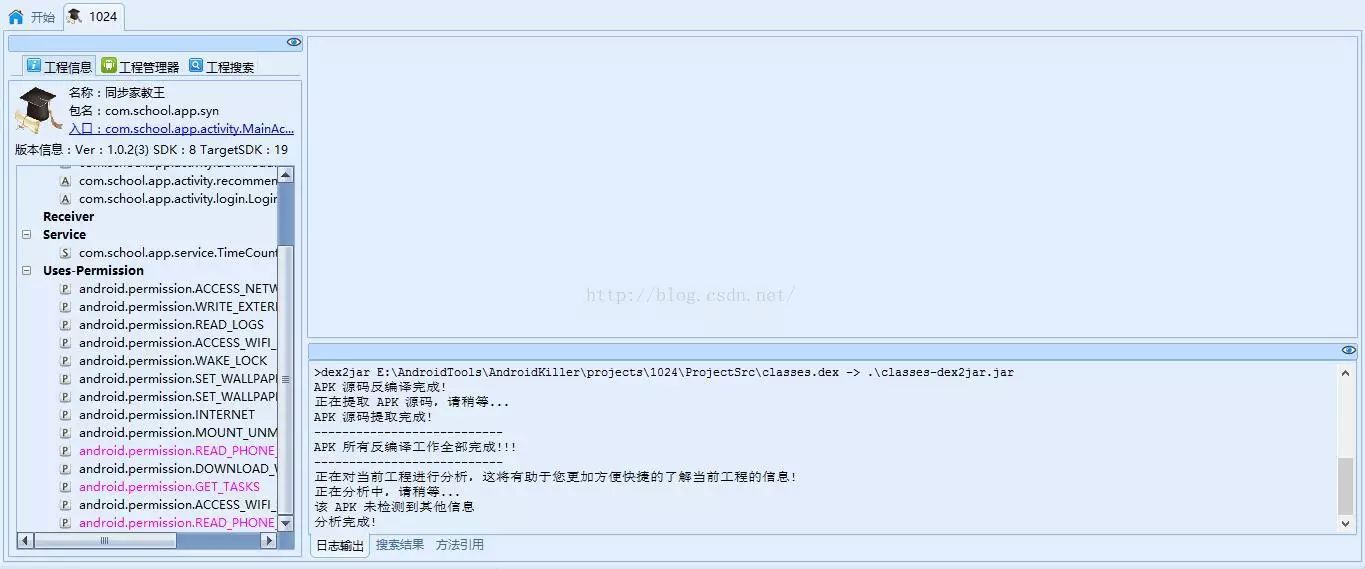 开始 1024
工程信息 工程管理器 工程搜索
名称：同步家教王
包名：com.school.app.syn
入口：com.school.app.activity.MainAc...
版本信息：Ver：1.0.2(3) SDK：8 TargetSDK：19
A com.school.app.activity.recommen
A com.school.app.activity.login.Login
Receiver
Service
S com.school.app.service.TimeCount
Uses-Permission
P android.permission.ACCESS_NETW
P android.permission.WRITE_EXTERI
P android.permission.READ_LOGS
P android.permission.ACCESS_WIFI_
P android.permission.WAKE_LOCK
P android.permission.SET_WALLPAPI
P android.permission.SET_WALLPAPI
P android.permission.INTERNET
P android.permission.MOUNT_UNM
P android.permission.READ_PHONE_
P android.permission.DOWNLOAD_V
P android.permission.GET_TASKS
P android.permission.ACCESS_WIFI_
P android.permission.READ_PHONE_
http://blog.csdn.net/
>dex2jar E:\AndroidTools\AndroidKiller\projects\1024\ProjectSrc\classes.dex -> .\classes-dex2jar.jar
APK 源码反编译完成!
正在提取 APK 源码，请稍等...
APK 源码提取完成!
---------------------------
APK 所有反编译工作全部完成!!!
---------------------------
正在对当前工程进行分析，这将有助于您更加方便快捷的了解当前工程的信息!
正在分析中，请稍等...
该 APK 未检测到其他信息
分析完成!
日志输出 搜索结果 方法引用